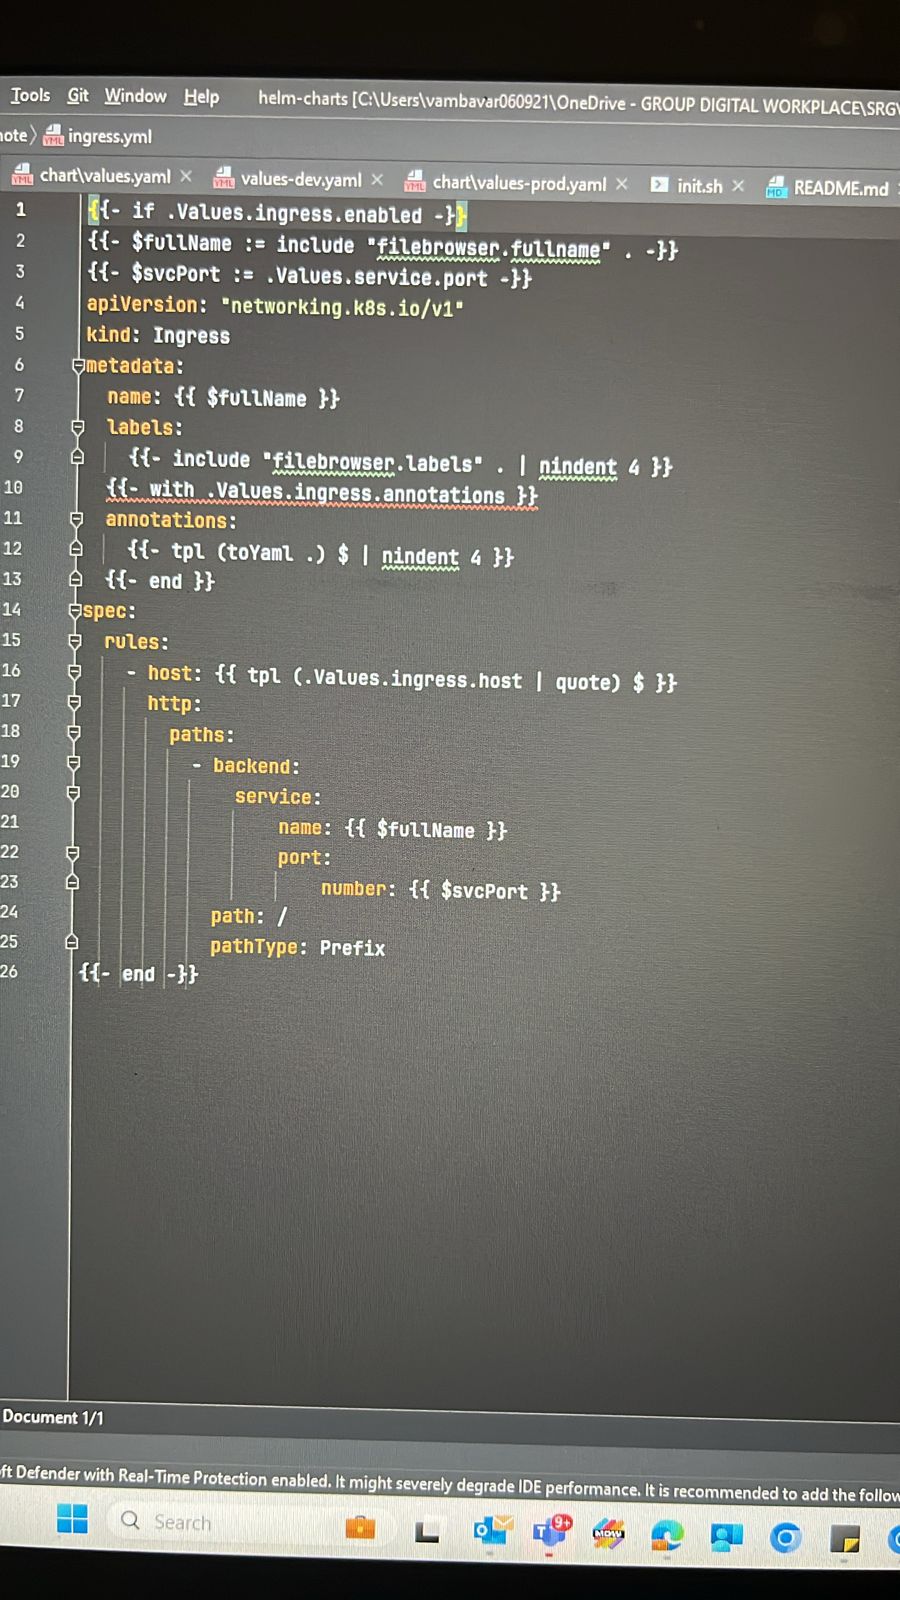 Tools Git Window Help helm-charts [C:\Users\vambavar060921\OneDrive - GROUP DIGITAL WORKPLACE\SRG
note > ingress.yml
chart\values.yaml values-dev.yaml chart\values-prod.yaml init.sh README.md
1 {{- if .Values.ingress.enabled -}}
2 {{- $fullName := include "filebrowser.fullname" . -}}
3 {{- $svcPort := .Values.service.port -}}
4 apiVersion: "networking.k8s.io/v1"
5 kind: Ingress
6 metadata:
7   name: {{ $fullName }}
8   labels:
9     {{- include "filebrowser.labels" . | nindent 4 }}
10   {{- with .Values.ingress.annotations }}
11   annotations:
12     {{- tpl (toYaml .) $ | nindent 4 }}
13   {{- end }}
14 spec:
15   rules:
16     - host: {{ tpl (.Values.ingress.host | quote) $ }}
17       http:
18         paths:
19           - backend:
20               service:
21                   name: {{ $fullName }}
22                   port:
23                       number: {{ $svcPort }}
24             path: /
25             pathType: Prefix
26 {{- end -}}
Document 1/1
ft Defender with Real-Time Protection enabled. It might severely degrade IDE performance. It is recommended to add the follow
Search
9+